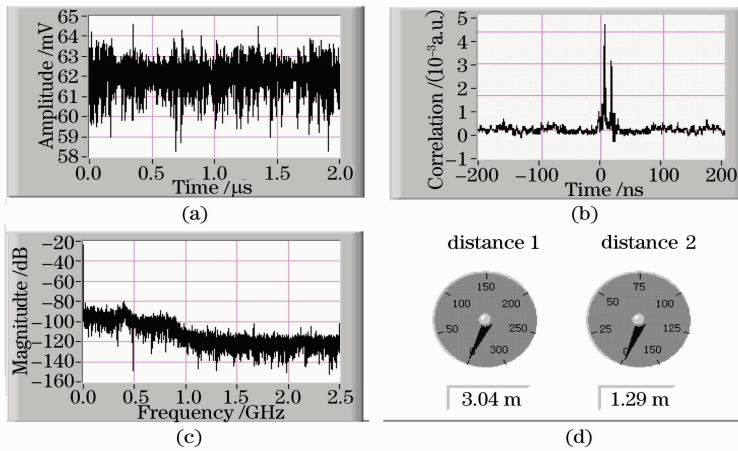 65
64
63
62
61
60
59
58
Amplitude /mV
0.0 0.5 1.0 1.5 2.0
Time /μs
(a)
5
4
3
2
1
0
−1
Correlation /(10⁻³a.u.)
−200 −100 0 100 200
Time /ns
(b)
−20
−40
−60
−80
−100
−120
−140
−160
Magnitudte /dB
0.0 0.5 1.0 1.5 2.0 2.5
Frequency /GHz
(c)
distance 1
0 50 100 150 200 250 300
3.04 m
distance 2
0 25 50 75 100 125 150
1.29 m
(d)